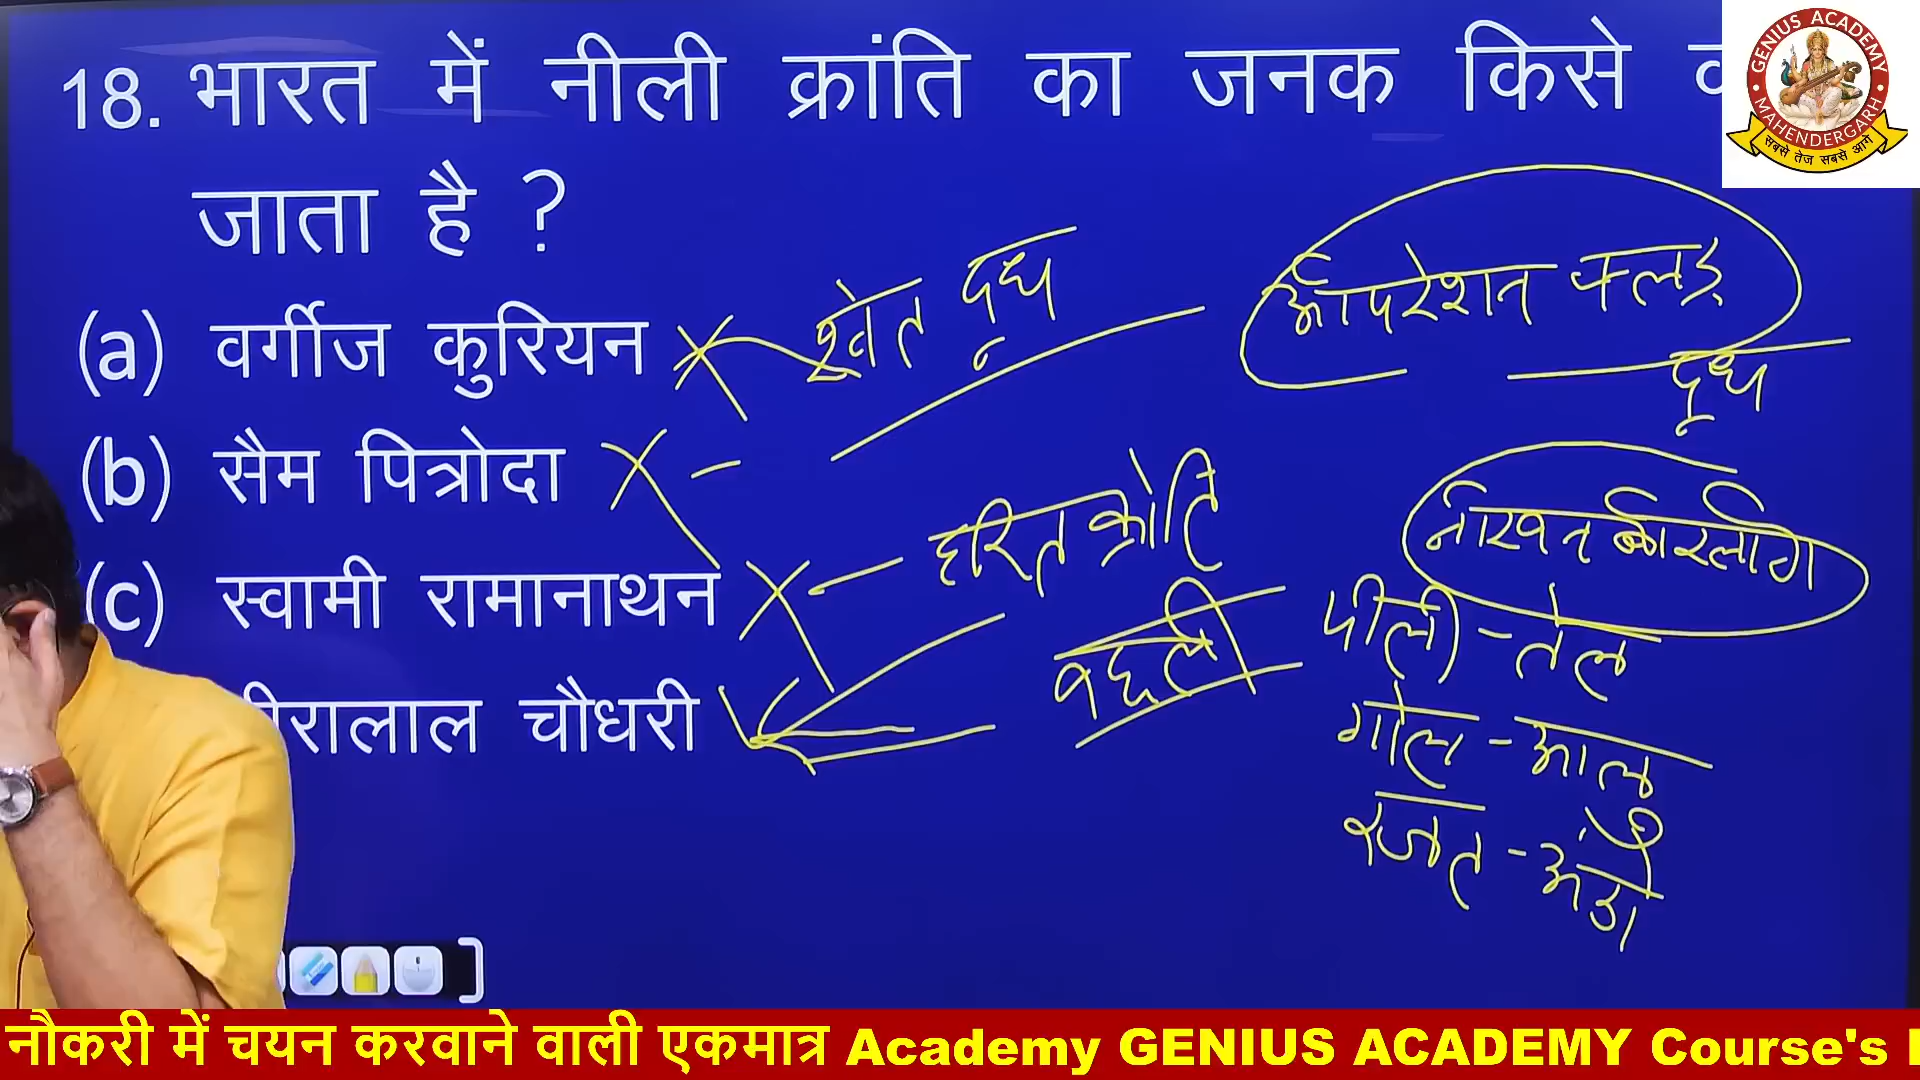 18. भारत में नीली क्रांति का जनक किसे
जाता है ?
(a) वर्गीज कुरियन
श्वेत दूध
ऑपरेशन फ्लड
दूध
(b) सैम पित्रोदा
(c) स्वामी रामानाथन
हरित क्रांति
नॉरमन बोरलॉग
ीरालाल चौधरी
पीली - तेल
गोल - आलू
रजत - अंडा
GENIUS ACADEMY
MAHENDERGARH
सबसे तेज सबसे आगे
नौकरी में चयन करवाने वाली एकमात्र Academy GENIUS ACADEMY Course's